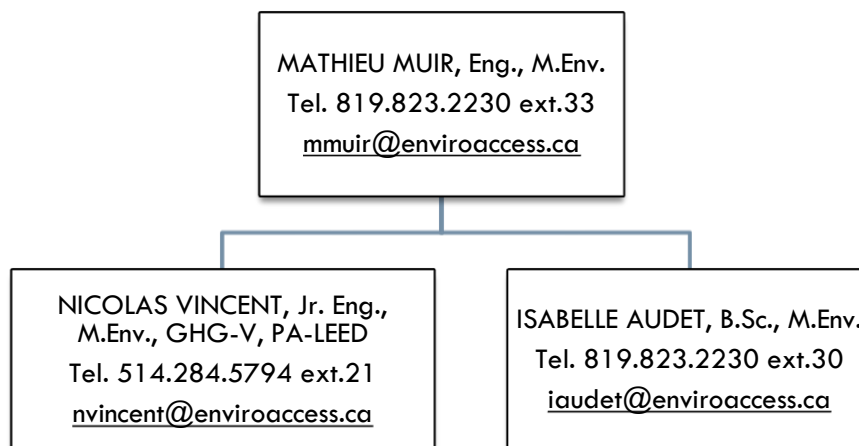 MATHIEU MUIR, Eng., M.Env.
Tel. 819.823.2230 ext.33
mmuir@enviroaccess.ca
NICOLAS VINCENT, Jr. Eng.,
M.Env., GHG-V, PA-LEED
Tel. 514.284.5794 ext.21
nvincent@enviroaccess.ca
ISABELLE AUDET, B.Sc., M.Env.
Tel. 819.823.2230 ext.30
iaudet@enviroaccess.ca